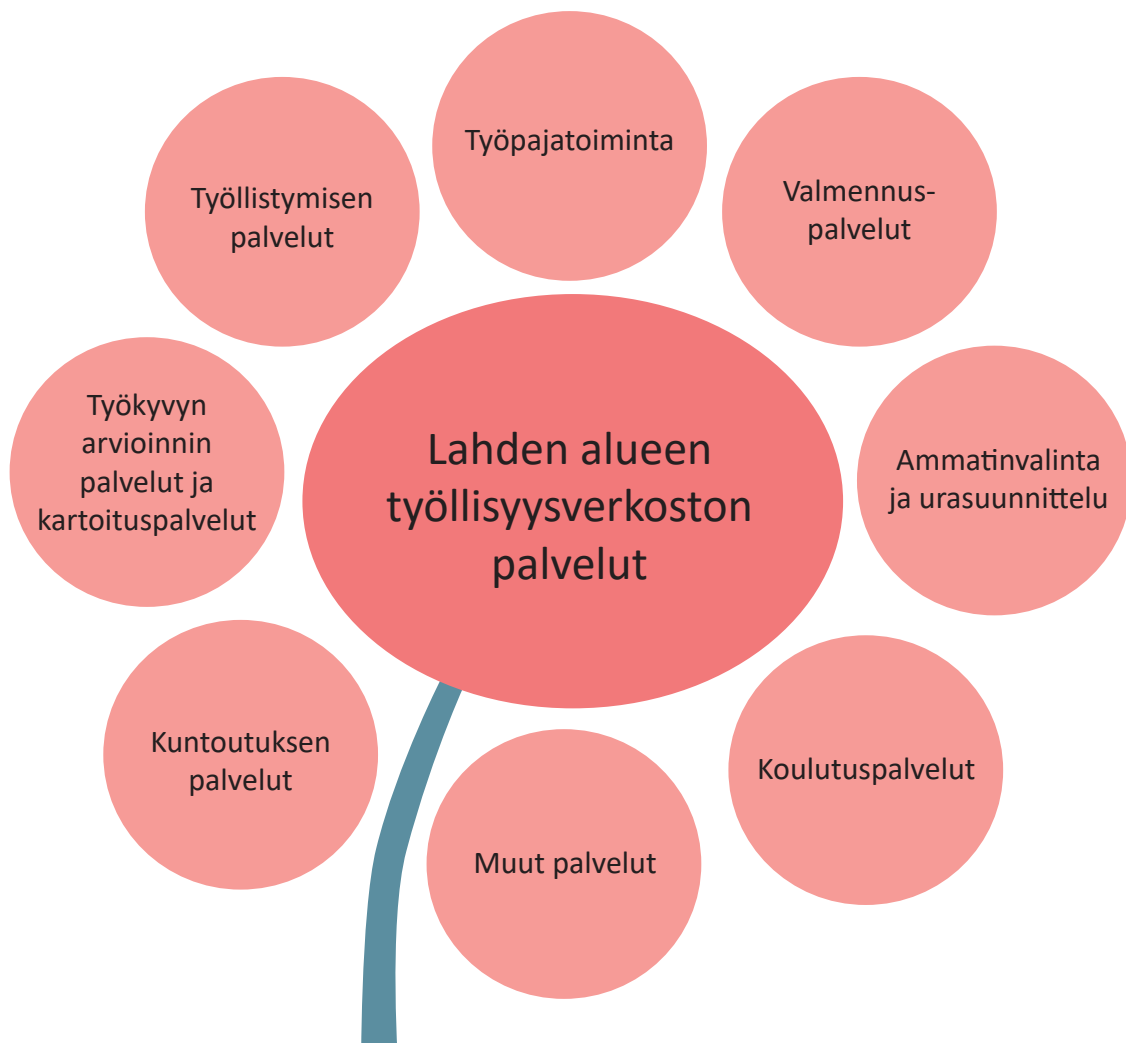 Työpajatoiminta
Työllistymisen
palvelut
Valmennus-
palvelut
Työkyvyn
arvioinnin
palvelut ja
kartoituspalvelut
Lahden alueen
työllisyysverkoston
palvelut
Ammatinvalinta
ja urasuunnittelu
Kuntoutuksen
palvelut
Koulutuspalvelut
Muut palvelut